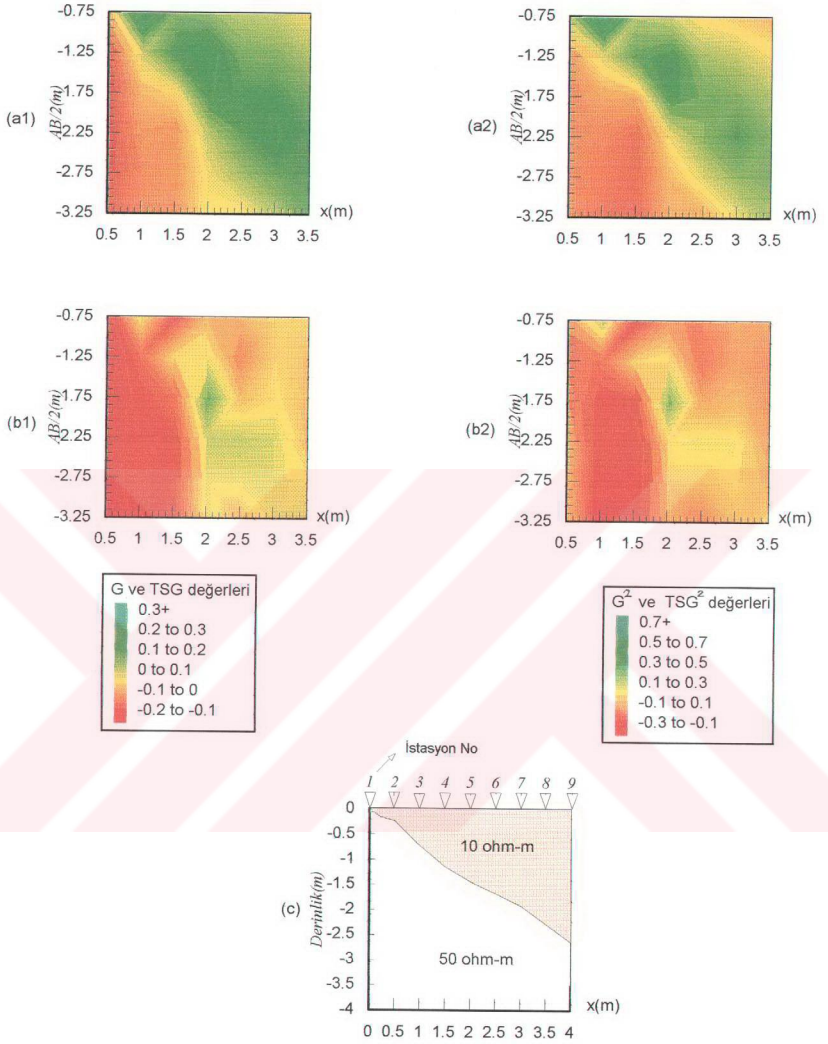 (a1)
AB/2(m)
-0.75
-1.25
-1.75
-2.25
-2.75
-3.25
x(m)
0.5 1 1.5 2 2.5 3 3.5
(a2)
AB/2(m)
-0.75
-1.25
-1.75
-2.25
-2.75
-3.25
x(m)
0.5 1 1.5 2 2.5 3 3.5
(b1)
AB/2(m)
-0.75
-1.25
-1.75
-2.25
-2.75
-3.25
x(m)
0.5 1 1.5 2 2.5 3 3.5
(b2)
AB/2(m)
-0.75
-1.25
-1.75
-2.25
-2.75
-3.25
x(m)
0.5 1 1.5 2 2.5 3 3.5
G ve TSG değerleri
0.3+
0.2 to 0.3
0.1 to 0.2
0 to 0.1
-0.1 to 0
-0.2 to -0.1
G² ve TSG² değerleri
0.7+
0.5 to 0.7
0.3 to 0.5
0.1 to 0.3
-0.1 to 0.1
-0.3 to -0.1
İstasyon No
1 2 3 4 5 6 7 8 9
(c)
Derinlik(m)
0
-0.5
-1
-1.5
-2
-2.5
-3
-3.5
-4
10 ohm-m
50 ohm-m
x(m)
0 0.5 1 1.5 2 2.5 3 3.5 4